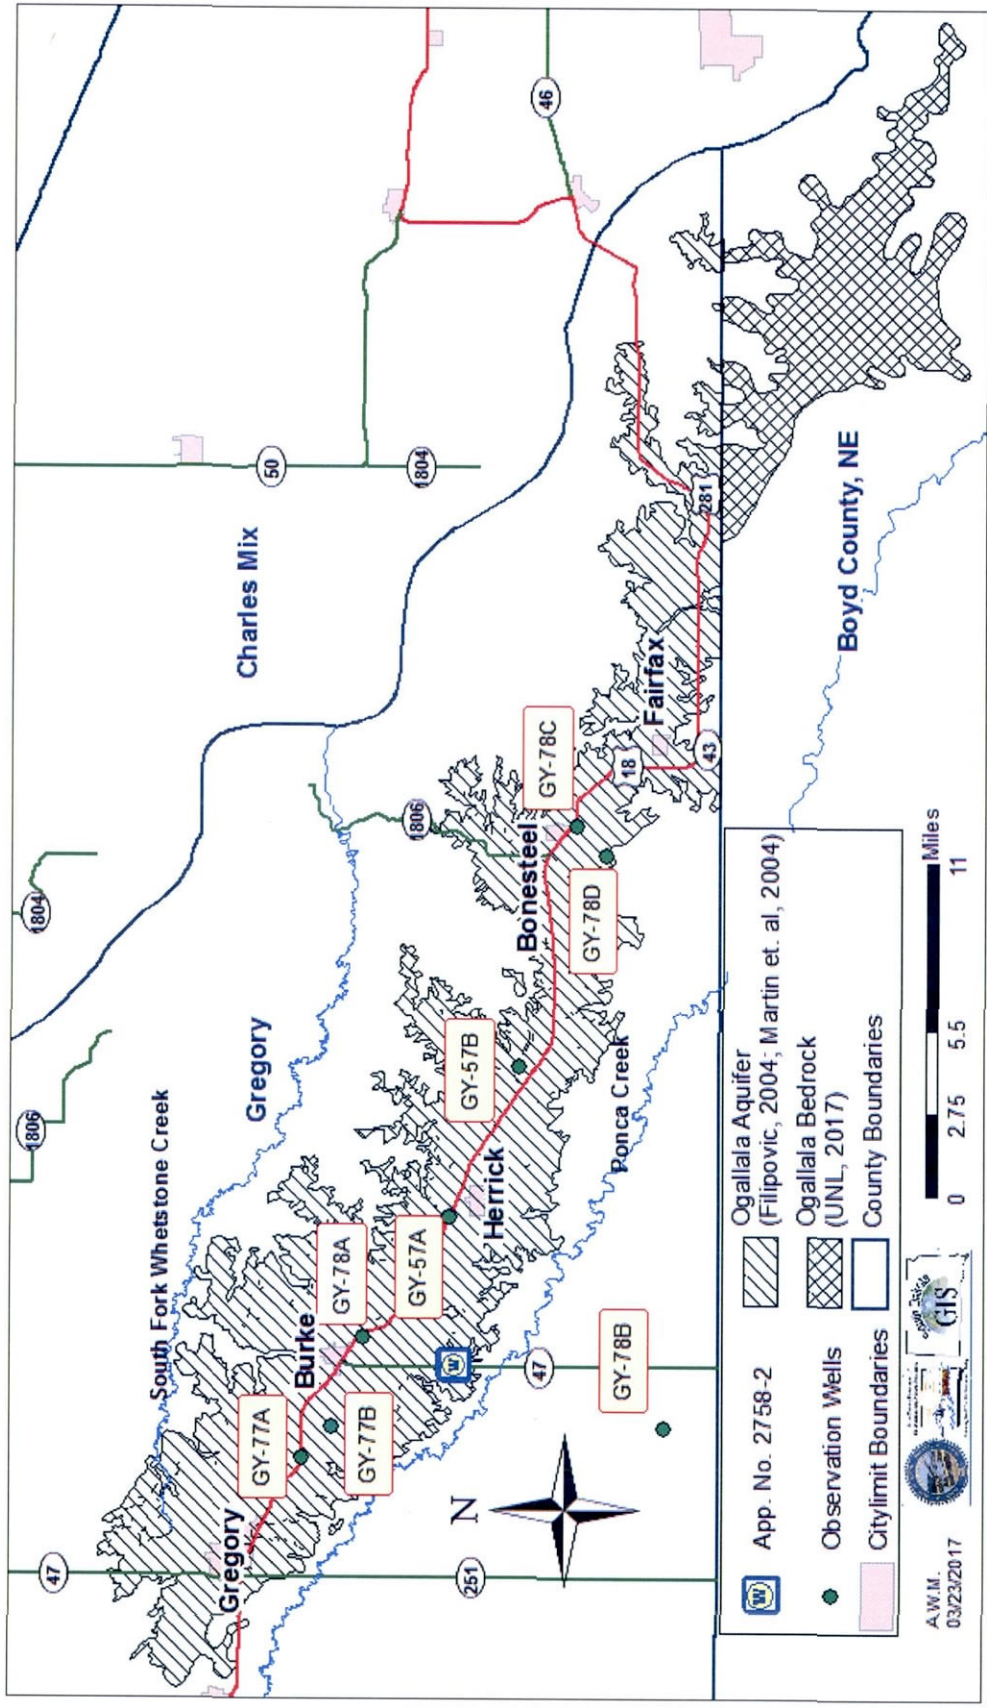 47
1806
1804
50
1804
46
South Fork Whetstone Creek
Gregory
Charles Mix
1806
Gregory
GY-77A
Burke
GY-78A
GY-77B
GY-57A
Herrick
GY-57B
Bonesteel
GY-78C
GY-78D
18
Fairfax
281
43
251
47
Ponca Creek
GY-78B
Boyd County, NE
N
W
W
App. No. 2758-2
Observation Wells
Citylimit Boundaries
Ogallala Aquifer
(Filipovic, 2004; Martin et. al, 2004)
Ogallala Bedrock
(UNL, 2017)
County Boundaries
A.W.M.
03/23/2017
GIS
0 2.75 5.5 11
Miles